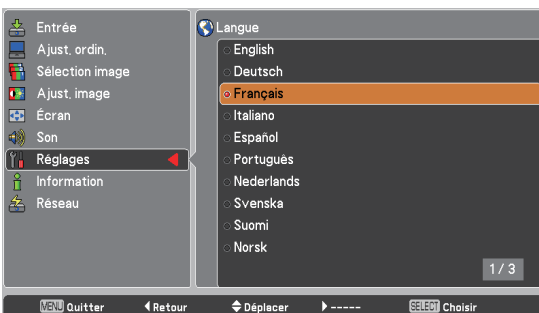 Entrée
Ajust. ordin.
Sélection image
Ajust. image
Écran
Son
Réglages
Information
Réseau
Langue
English
Deutsch
Français
Italiano
Español
Português
Nederlands
Svenska
Suomi
Norsk
1 / 3
MENU Quitter
Retour
Déplacer
-----
SELECT Choisir